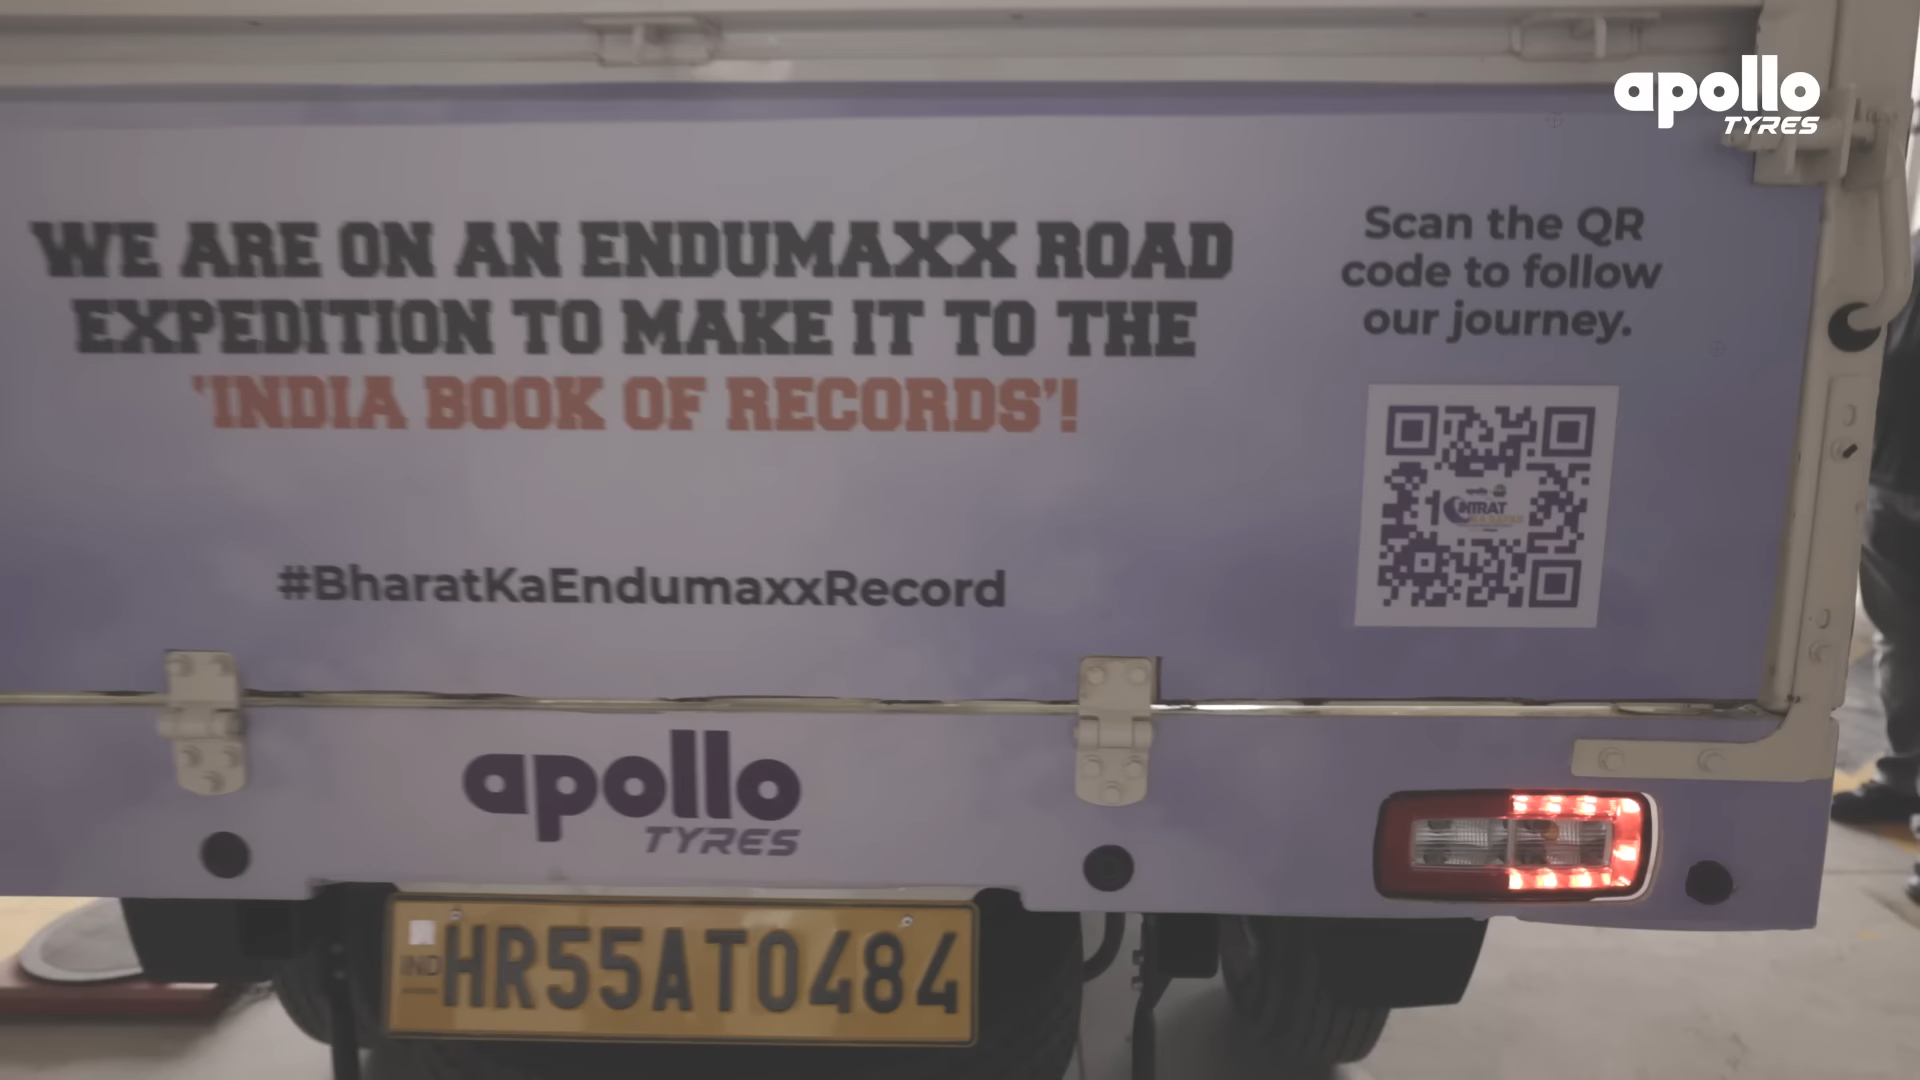 apollo
TYRES
WE ARE ON AN ENDUMAXX ROAD
EXPEDITION TO MAKE IT TO THE
'INDIA BOOK OF RECORDS'!
#BharatKaEndumaxxRecord
Scan the QR
code to follow
our journey.
apollo
TYRES
IND
HR55AT0484